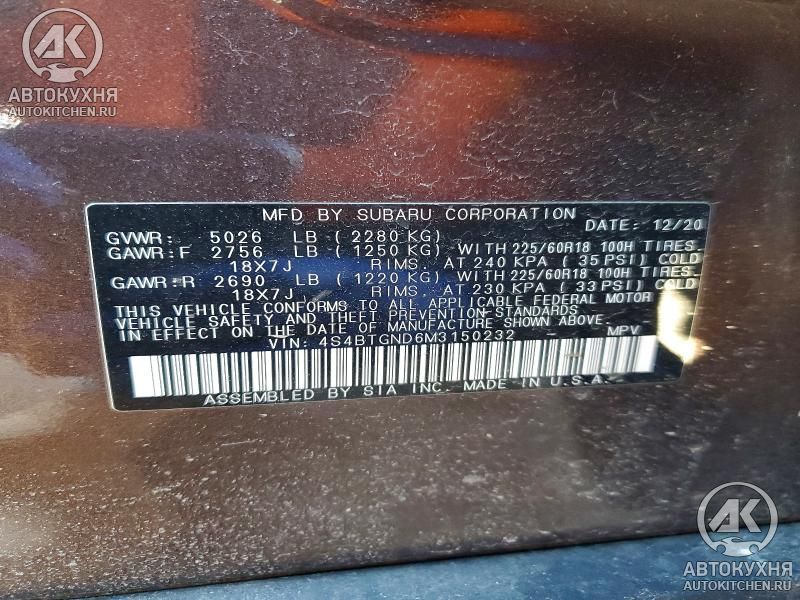 AK
АВТОКУХНЯ
AUTOKITCHEN.RU
MFD BY SUBARU CORPORATION DATE: 12/20
GVWR: 5026 LB ( 2280 KG)
GAWR:F 2756 LB ( 1250 KG) WITH 225/60R18 100H TIRES.
18X7J RIMS. AT 240 KPA ( 35 PSI) COLD
GAWR:R 2690 LB ( 1220 KG) WITH 225/60R18 100H TIRES.
18X7J RIMS. AT 230 KPA ( 33 PSI) COLD
THIS VEHICLE CONFORMS TO ALL APPLICABLE FEDERAL MOTOR
VEHICLE SAFETY AND THEFT PREVENTION STANDARDS
IN EFFECT ON DATE OF MANUFACTURE SHOWN ABOVE.
VIN: 4S4BTGND6M3150232 MPV
ASSEMBLED BY SIA INC. MADE IN U.S.A.
AK
АВТОКУХНЯ
AUTOKITCHEN.RU